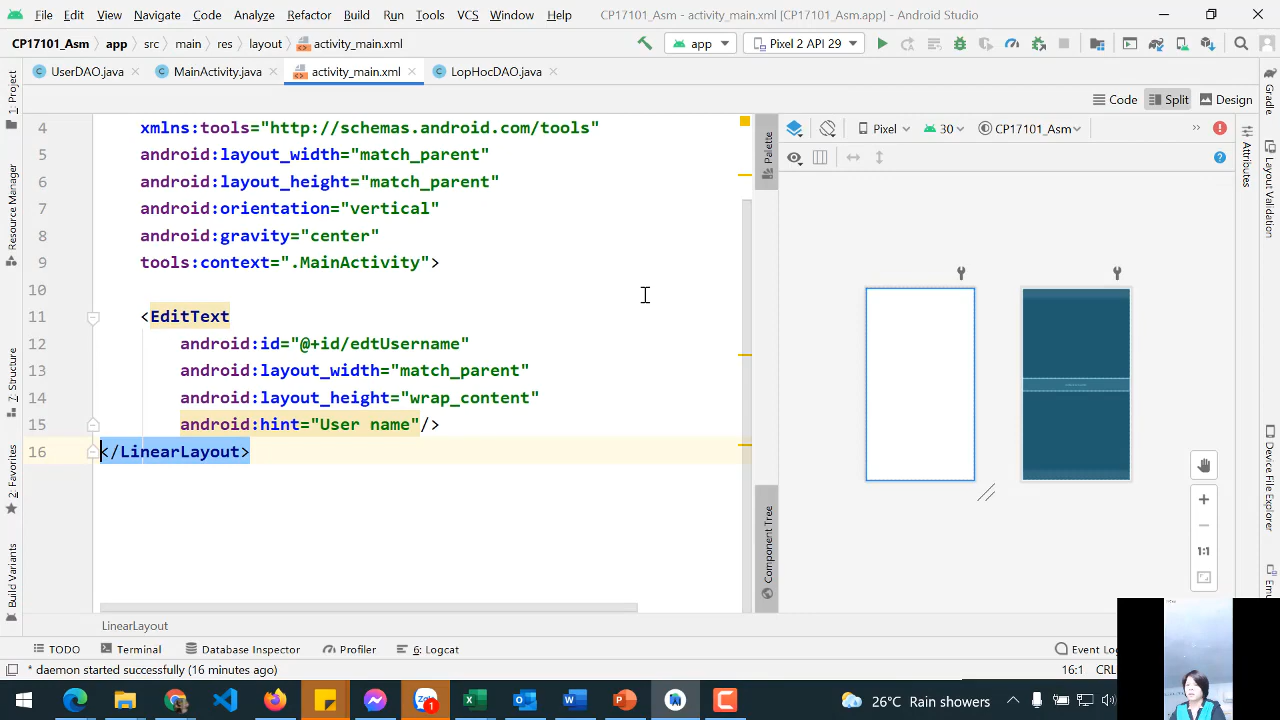 File Edit View Navigate Code Analyze Refactor Build Run Tools VCS Window Help CP17101_Asm - activity_main.xml [CP17101_Asm.app] - Android Studio
CP17101_Asm app src main res layout activity_main.xml app Pixel 2 API 29
UserDAO.java MainActivity.java activity_main.xml LopHocDAO.java
Code Split Design
4 xmlns:tools="http://schemas.android.com/tools"
5 android:layout_width="match_parent"
6 android:layout_height="match_parent"
7 android:orientation="vertical"
8 android:gravity="center"
9 tools:context=".MainActivity">
10
11 <EditText
12 android:id="@+id/edtUsername"
13 android:layout_width="match_parent"
14 android:layout_height="wrap_content"
15 android:hint="User name"/>
16 </LinearLayout>
LinearLayout
Pixel 30 CP17101_Asm
1:1
1: Project
Resource Manager
Z: Structure
2: Favorites
Build Variants
Palette
Component Tree
Attributes
Gradle
Layout Validation
Device File Explorer
TODO Terminal Database Inspector Profiler 6: Logcat Event Log
* daemon started successfully (16 minutes ago) 16:1 CRL
26°C Rain showers